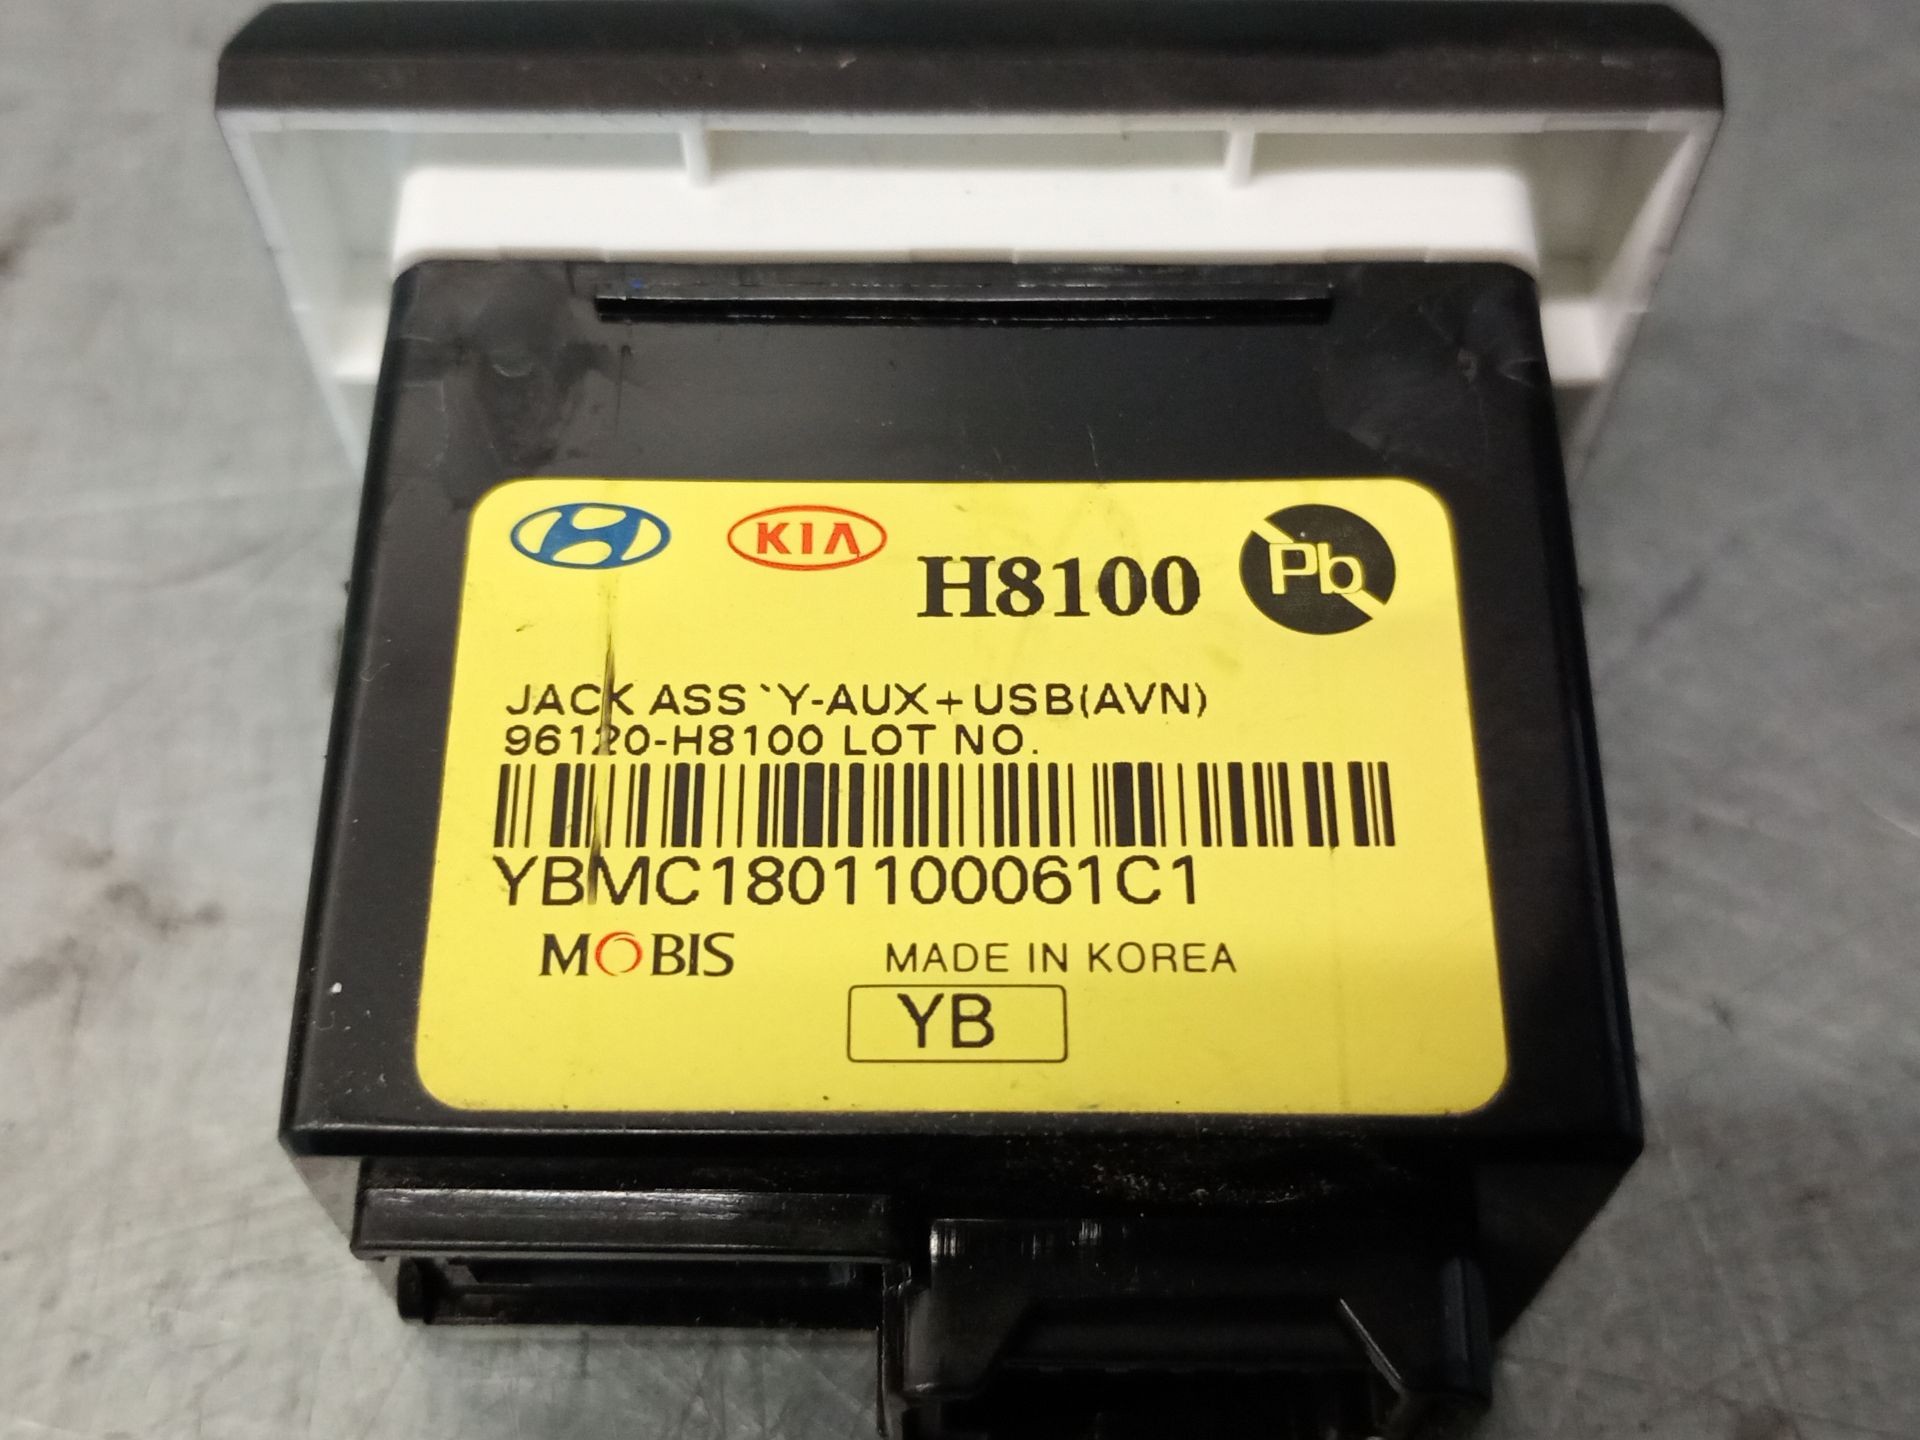 KIA
H8100
Pb
JACK ASS`Y-AUX+USB(AVN)
96120-H8100 LOT NO.
YBMC1801100061C1
MOBIS
MADE IN KOREA
YB